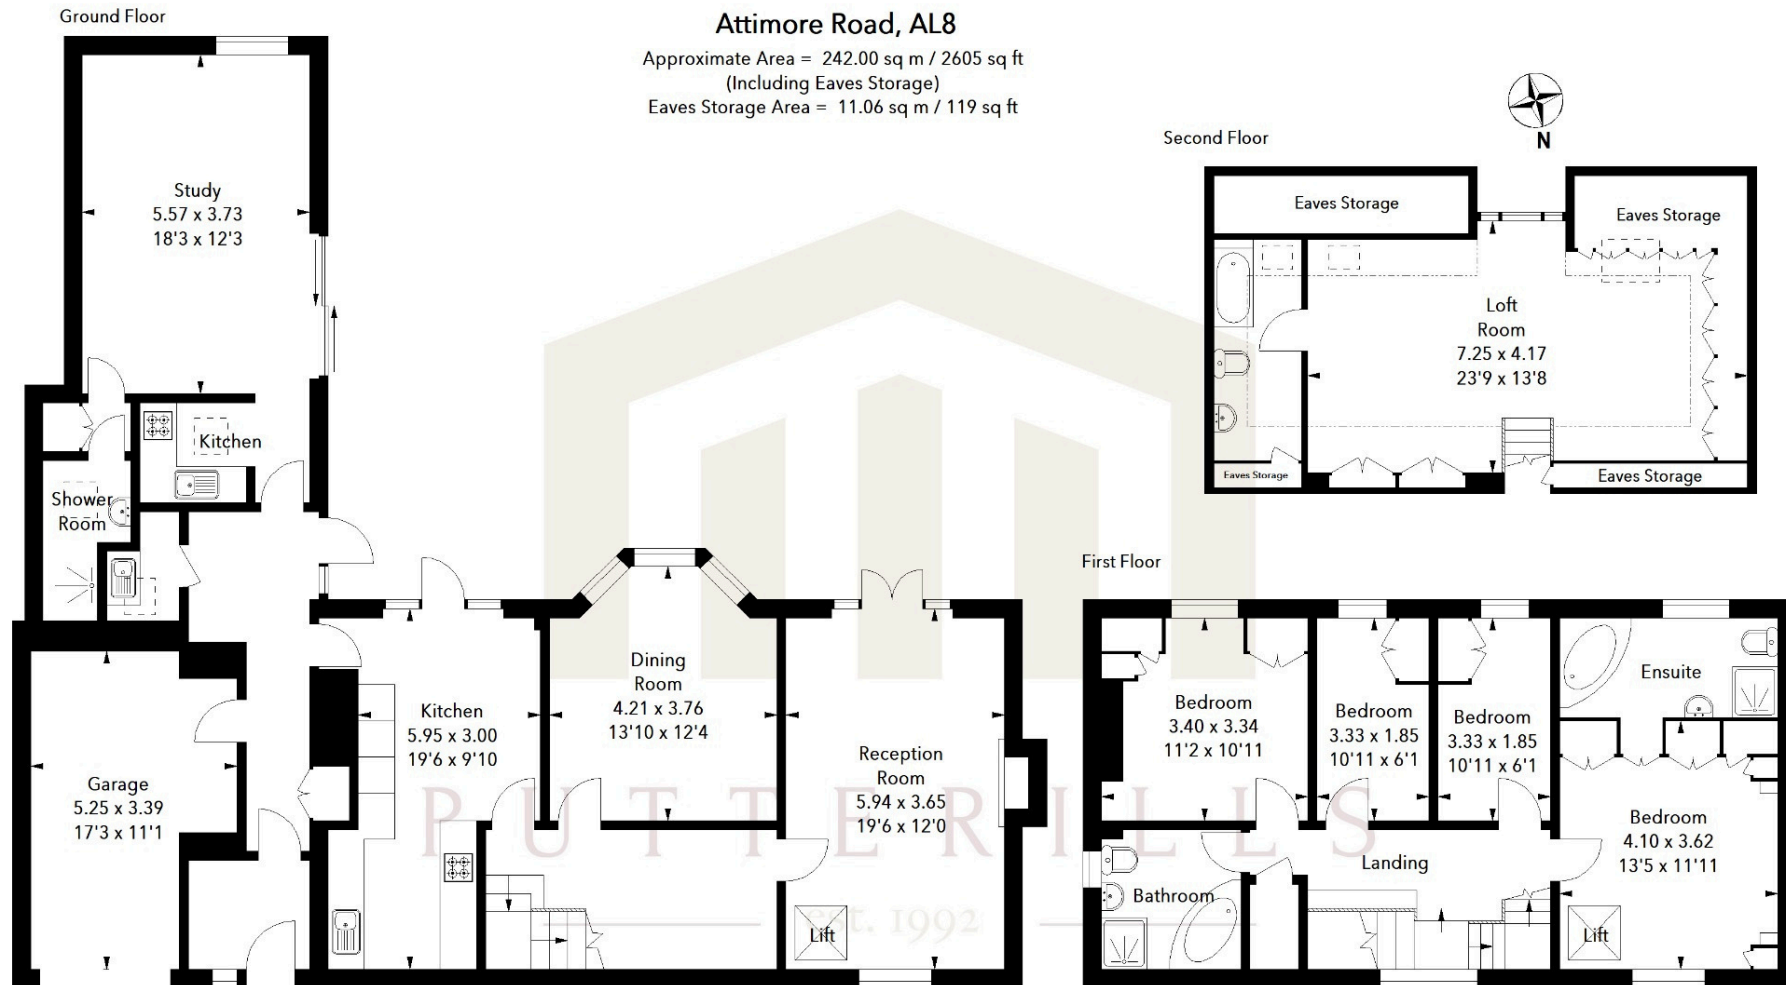 Ground Floor
Attimore Road, AL8
Approximate Area = 242.00 sq m / 2605 sq ft
(Including Eaves Storage)
Eaves Storage Area = 11.06 sq m / 119 sq ft
N
Study
5.57 x 3.73
18'3 x 12'3
Kitchen
Shower
Room
Garage
5.25 x 3.39
17'3 x 11'1
Kitchen
5.95 x 3.00
19'6 x 9'10
Dining
Room
4.21 x 3.76
13'10 x 12'4
Reception
Room
5.94 x 3.65
19'6 x 12'0
Lift
PUTTERILLS
est. 1992
Second Floor
Eaves Storage
Eaves Storage
Loft
Room
7.25 x 4.17
23'9 x 13'8
Eaves Storage
Eaves Storage
First Floor
Bedroom
3.40 x 3.34
11'2 x 10'11
Bedroom
3.33 x 1.85
10'11 x 6'1
Bedroom
3.33 x 1.85
10'11 x 6'1
Ensuite
Bedroom
4.10 x 3.62
13'5 x 11'11
Landing
Bathroom
Lift